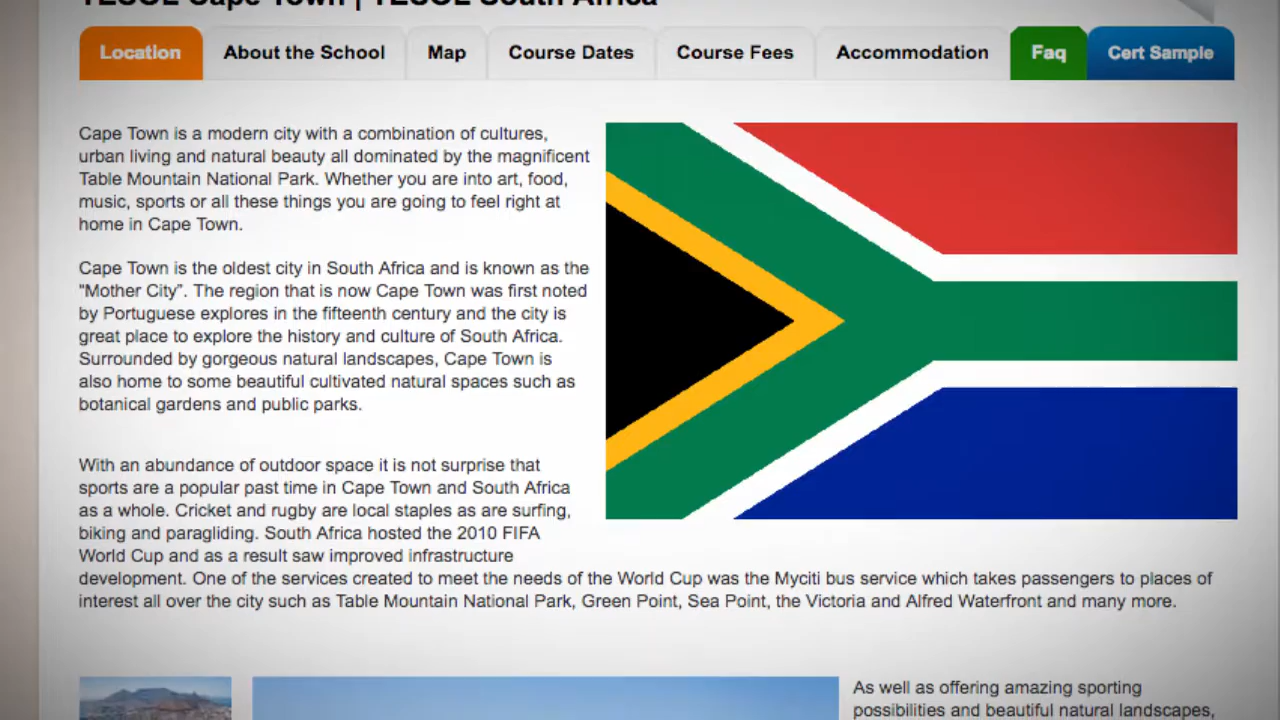 TESOL Cape Town | TESOL South Africa
Location
About the School
Map
Course Dates
Course Fees
Accommodation
Faq
Cert Sample
Cape Town is a modern city with a combination of cultures,
urban living and natural beauty all dominated by the magnificent
Table Mountain National Park. Whether you are into art, food,
music, sports or all these things you are going to feel right at
home in Cape Town.
Cape Town is the oldest city in South Africa and is known as the
“Mother City”. The region that is now Cape Town was first noted
by Portuguese explores in the fifteenth century and the city is
great place to explore the history and culture of South Africa.
Surrounded by gorgeous natural landscapes, Cape Town is
also home to some beautiful cultivated natural spaces such as
botanical gardens and public parks.
With an abundance of outdoor space it is not surprise that
sports are a popular past time in Cape Town and South Africa
as a whole. Cricket and rugby are local staples as are surfing,
biking and paragliding. South Africa hosted the 2010 FIFA
World Cup and as a result saw improved infrastructure
development. One of the services created to meet the needs of the World Cup was the Myciti bus service which takes passengers to places of
interest all over the city such as Table Mountain National Park, Green Point, Sea Point, the Victoria and Alfred Waterfront and many more.
As well as offering amazing sporting
possibilities and beautiful natural landscapes,